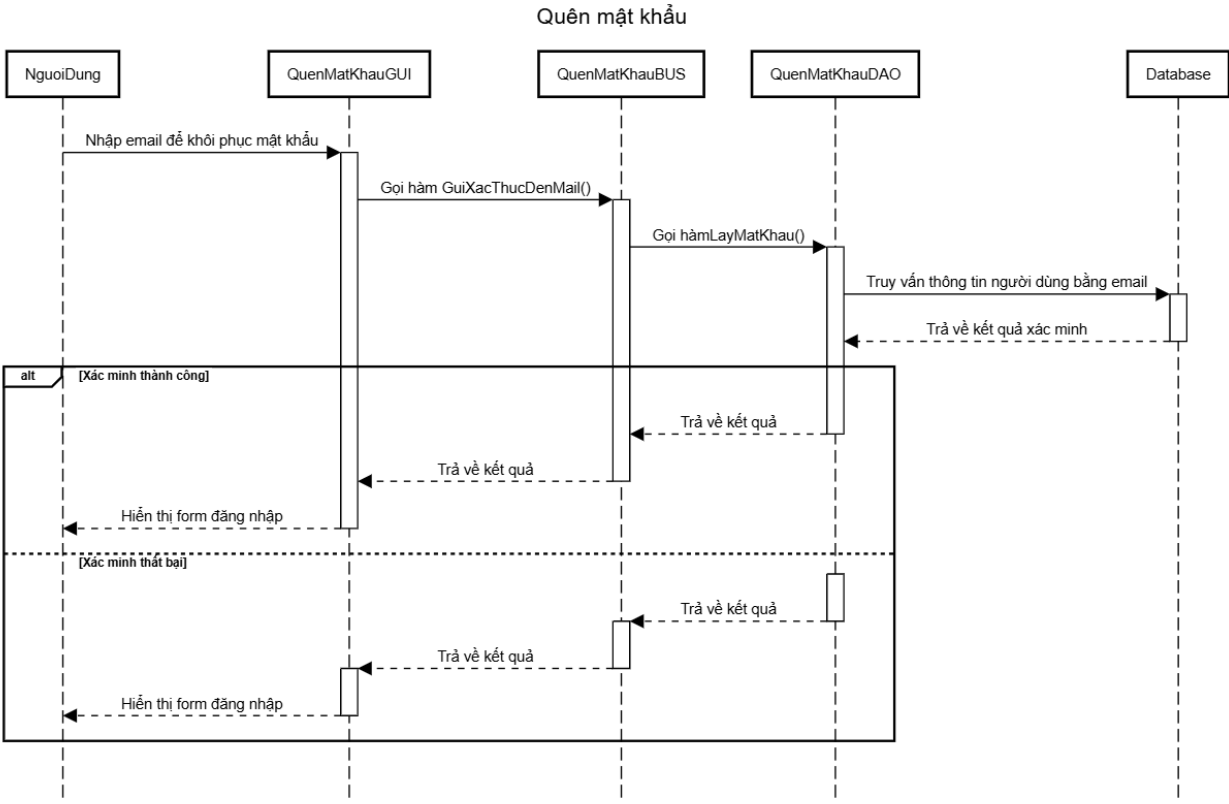 Quên mật khẩu
NguoiDung
QuenMatKhauGUI
QuenMatKhauBUS
QuenMatKhauDAO
Database
Nhập email để khôi phục mật khẩu
Gọi hàm GuiXacThucDenMail()
Gọi hàmLayMatKhau()
Truy vấn thông tin người dùng bằng email
Trả về kết quả xác minh
alt
[Xác minh thành công]
Trả về kết quả
Trả về kết quả
Hiển thị form đăng nhập
[Xác minh thất bại]
Trả về kết quả
Trả về kết quả
Hiển thị form đăng nhập